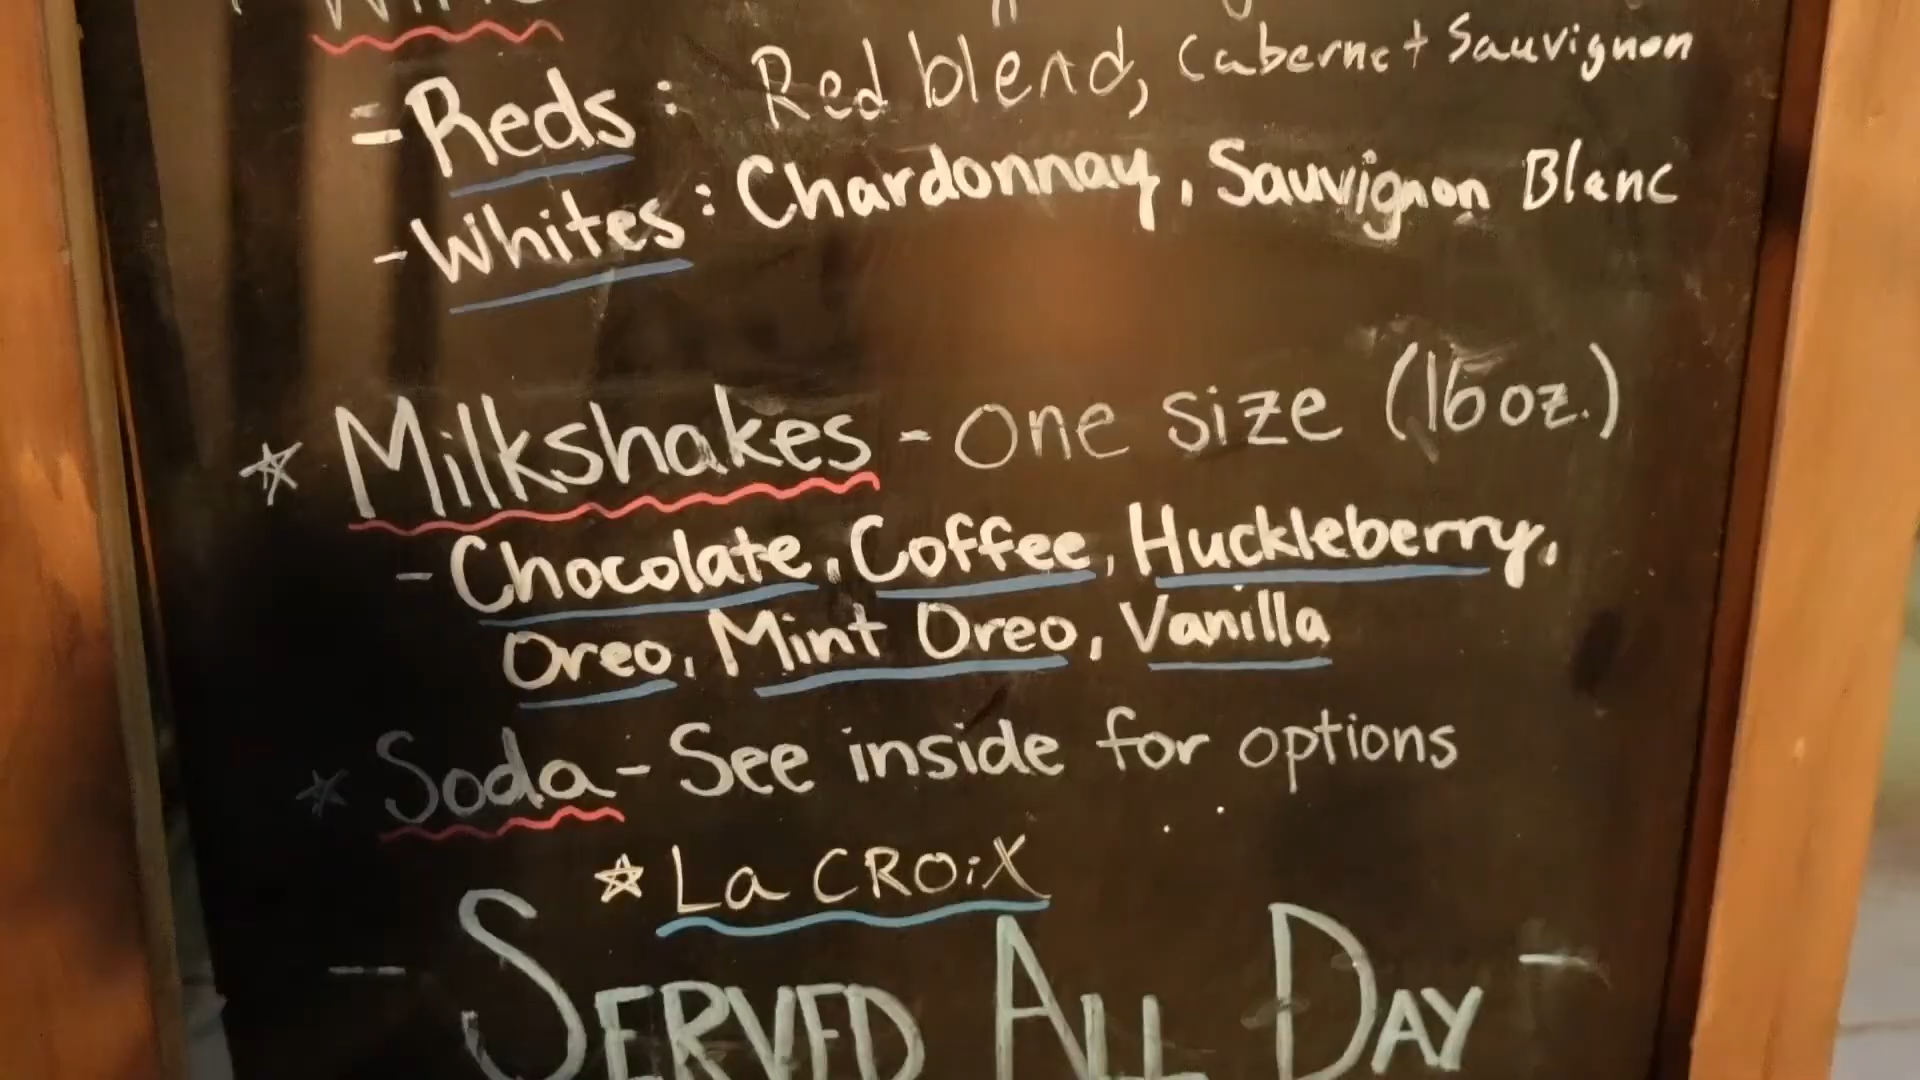 - Reds: Red blend, Cabernet Sauvignon
- Whites: Chardonnay, Sauvignon Blanc
☆ Milkshakes - one size (16oz.)
- Chocolate, Coffee, Huckleberry,
Oreo, Mint Oreo, Vanilla
☆ Soda - See inside for options
☆ La CROiX
- SERVED ALL DAY -